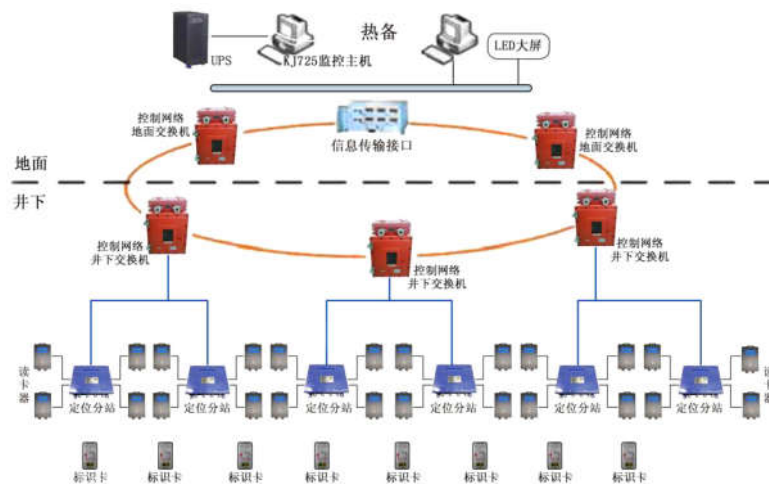 热备
LED大屏
UPS
KJ725监控主机
控制网络
地面交换机
信息传输接口
控制网络
地面交换机
地面
井下
控制网络
井下交换机
控制网络
井下交换机
控制网络
井下交换机
读卡器
读卡器
定位分站
定位分站
定位分站
定位分站
定位分站
定位分站
标识卡
标识卡
标识卡
标识卡
标识卡
标识卡
标识卡
标识卡